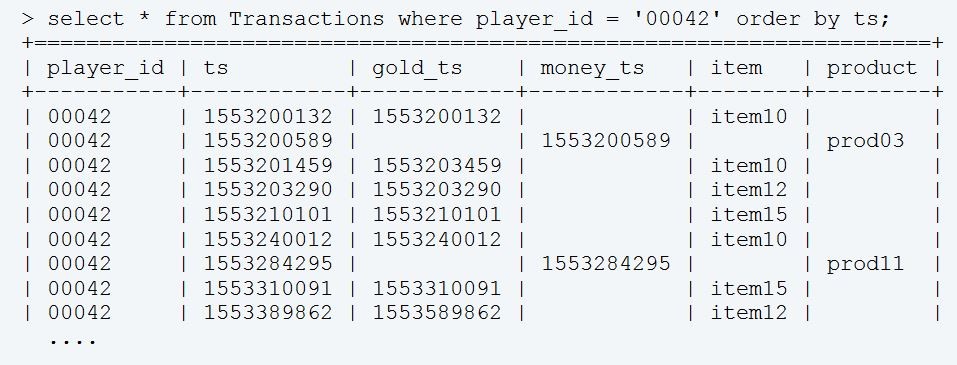 > select * from Transactions where player_id = '00042' order by ts;
+======================================================================+
| player_id | ts         | gold_ts    | money_ts   | item   | product |
+-----------+------------+------------+------------+--------+---------+
| 00042     | 1553200132 | 1553200132 |            | item10 |         |
| 00042     | 1553200589 |            | 1553200589 |        | prod03  |
| 00042     | 1553201459 | 1553203459 |            | item10 |         |
| 00042     | 1553203290 | 1553203290 |            | item12 |         |
| 00042     | 1553210101 | 1553210101 |            | item15 |         |
| 00042     | 1553240012 | 1553240012 |            | item10 |         |
| 00042     | 1553284295 |            | 1553284295 |        | prod11  |
| 00042     | 1553310091 | 1553310091 |            | item15 |         |
| 00042     | 1553389862 | 1553589862 |            | item12 |         |
....